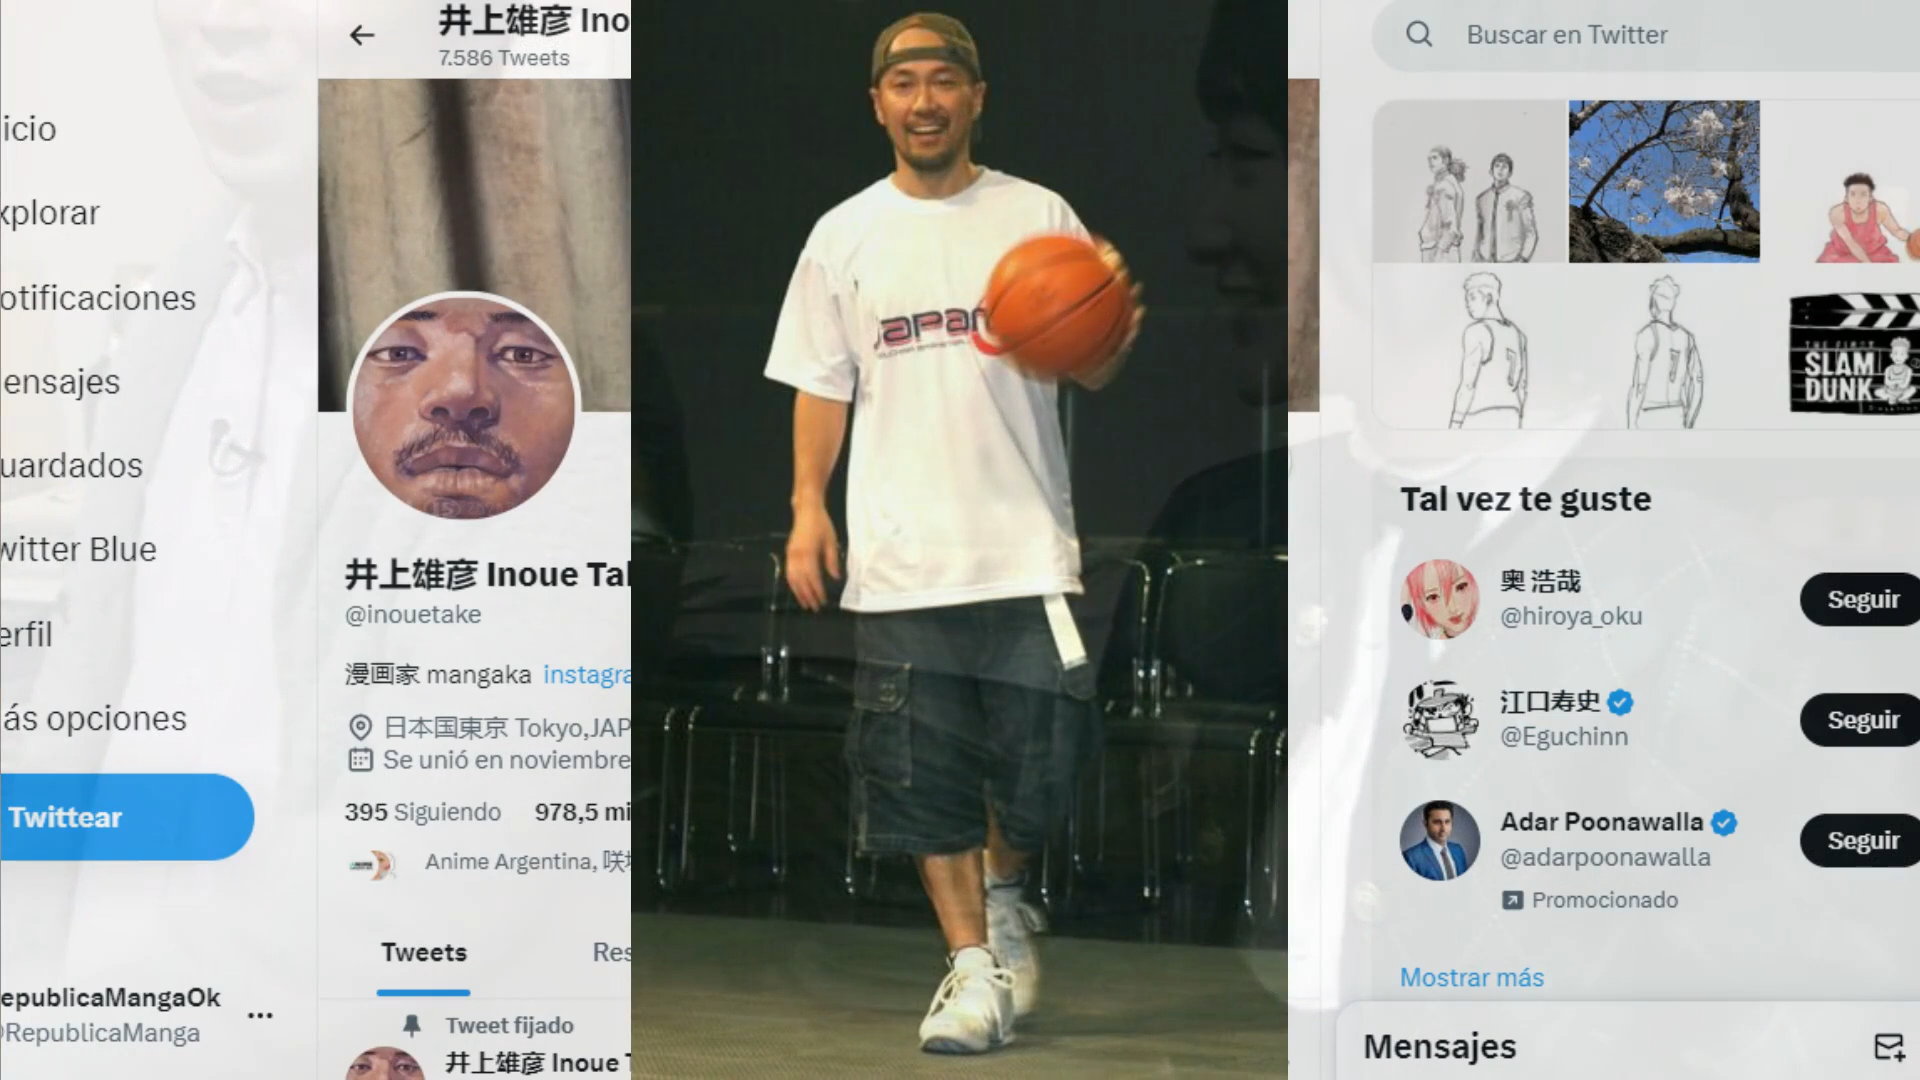 icio
xplorar
otificaciones
ensajes
uardados
witter Blue
erfil
ás opciones
Twittear
epublicaMangaOk
@RepublicaManga
井上雄彦 Ino
7.586 Tweets
井上雄彦 Inoue Ta
@inouetake
漫画家 mangaka instagra
日本国東京 Tokyo,JAP
Se unió en noviembre
395 Siguiendo 978,5 mi
Anime Argentina, 咲
Tweets Res
Tweet fijado
井上雄彦 Inoue T
Japan
Buscar en Twitter
THE FIRST
SLAM
DUNK
Tal vez te guste
奥 浩哉
@hiroya_oku
Seguir
江口寿史
@Eguchinn
Seguir
Adar Poonawalla
@adarpoonawalla
Seguir
Promocionado
Mostrar más
Mensajes